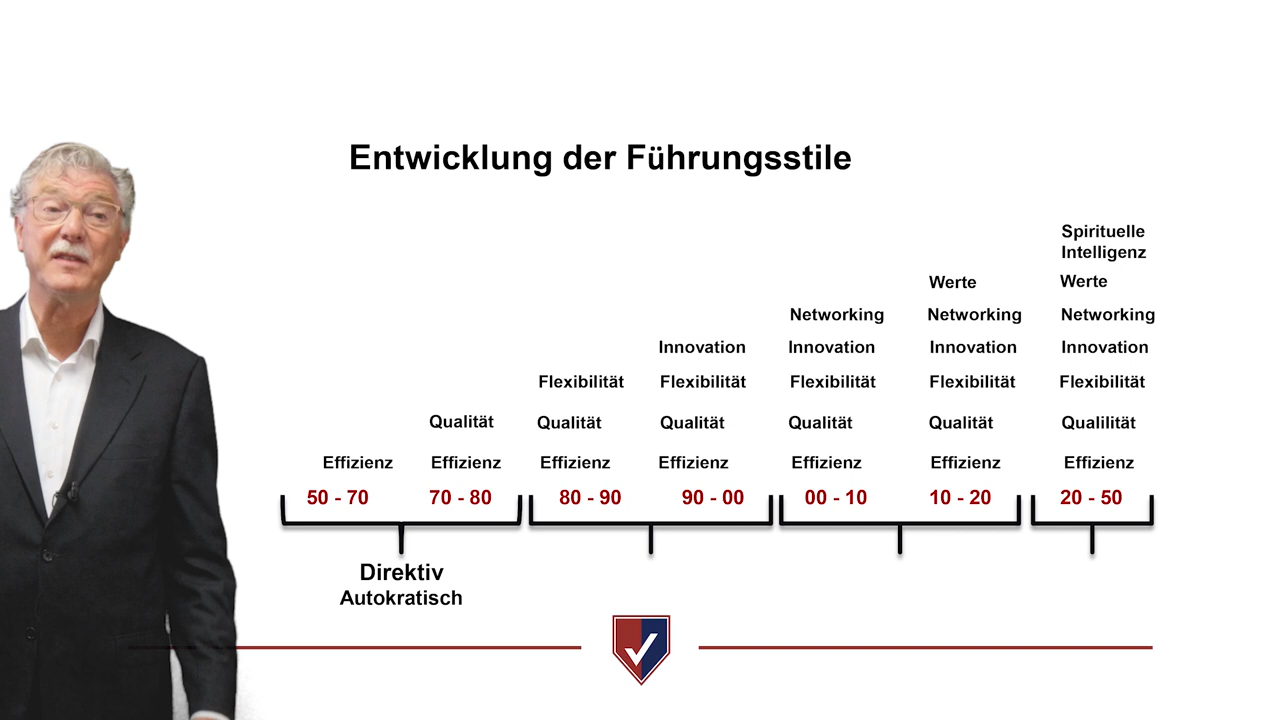 Entwicklung der Führungsstile
Spirituelle
Intelligenz
Werte Werte
Networking Networking Networking
Innovation Innovation Innovation Innovation
Flexibilität Flexibilität Flexibilität Flexibilität Flexibilität
Qualität Qualität Qualität Qualität Qualität Qualilität
Effizienz Effizienz Effizienz Effizienz Effizienz Effizienz Effizienz
50 - 70 70 - 80 80 - 90 90 - 00 00 - 10 10 - 20 20 - 50
Direktiv
Autokratisch